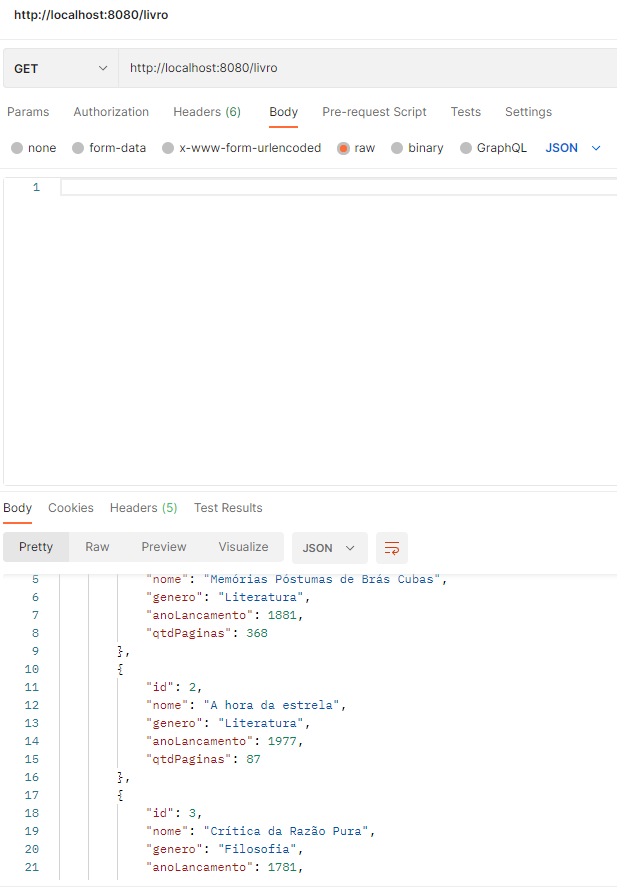 http://localhost:8080/livro
GET http://localhost:8080/livro
Params Authorization Headers (6) Body Pre-request Script Tests Settings
none form-data x-www-form-urlencoded raw binary GraphQL JSON
1
Body Cookies Headers (5) Test Results
Pretty Raw Preview Visualize JSON
5 "nome": "Memórias Póstumas de Brás Cubas",
6 "genero": "Literatura",
7 "anoLancamento": 1881,
8 "qtdPaginas": 368
9 },
10 {
11 "id": 2,
12 "nome": "A hora da estrela",
13 "genero": "Literatura",
14 "anoLancamento": 1977,
15 "qtdPaginas": 87
16 },
17 {
18 "id": 3,
19 "nome": "Crítica da Razão Pura",
20 "genero": "Filosofia",
21 "anoLancamento": 1781,